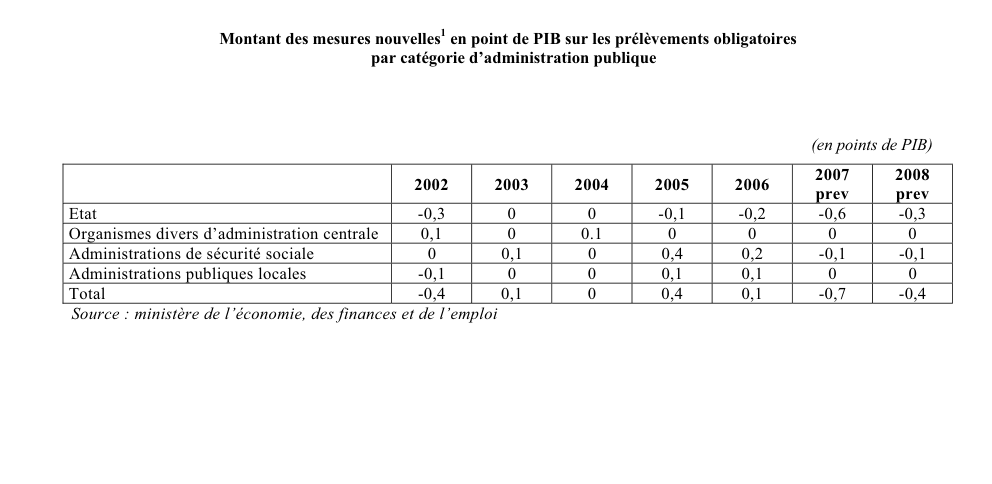 Montant des mesures nouvelles1 en point de PIB sur les prélèvements obligatoires
par catégorie d'administration publique
(en points de PIB)
2002 2003 2004 2005 2006 2007 prev 2008 prev
Etat -0,3 0 0 -0,1 -0,2 -0,6 -0,3
Organismes divers d'administration centrale 0,1 0 0.1 0 0 0 0
Administrations de sécurité sociale 0 0,1 0 0,4 0,2 -0,1 -0,1
Administrations publiques locales -0,1 0 0 0,1 0,1 0 0
Total -0,4 0,1 0 0,4 0,1 -0,7 -0,4
Source : ministère de l'économie, des finances et de l'emploi